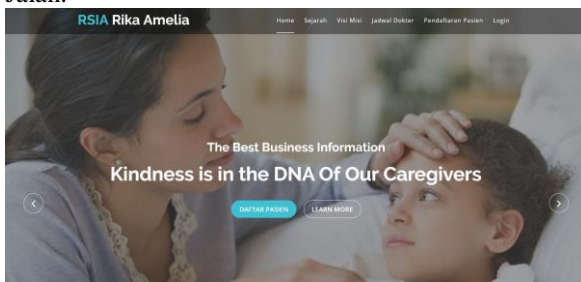 RSIA Rika Amelia
Home Sejarah Visi Misi Jadwal Dokter Pendaftaran Pasien Login
The Best Business Information
Kindness is in the DNA Of Our Caregivers
DAFTAR PASIEN LEARN MORE